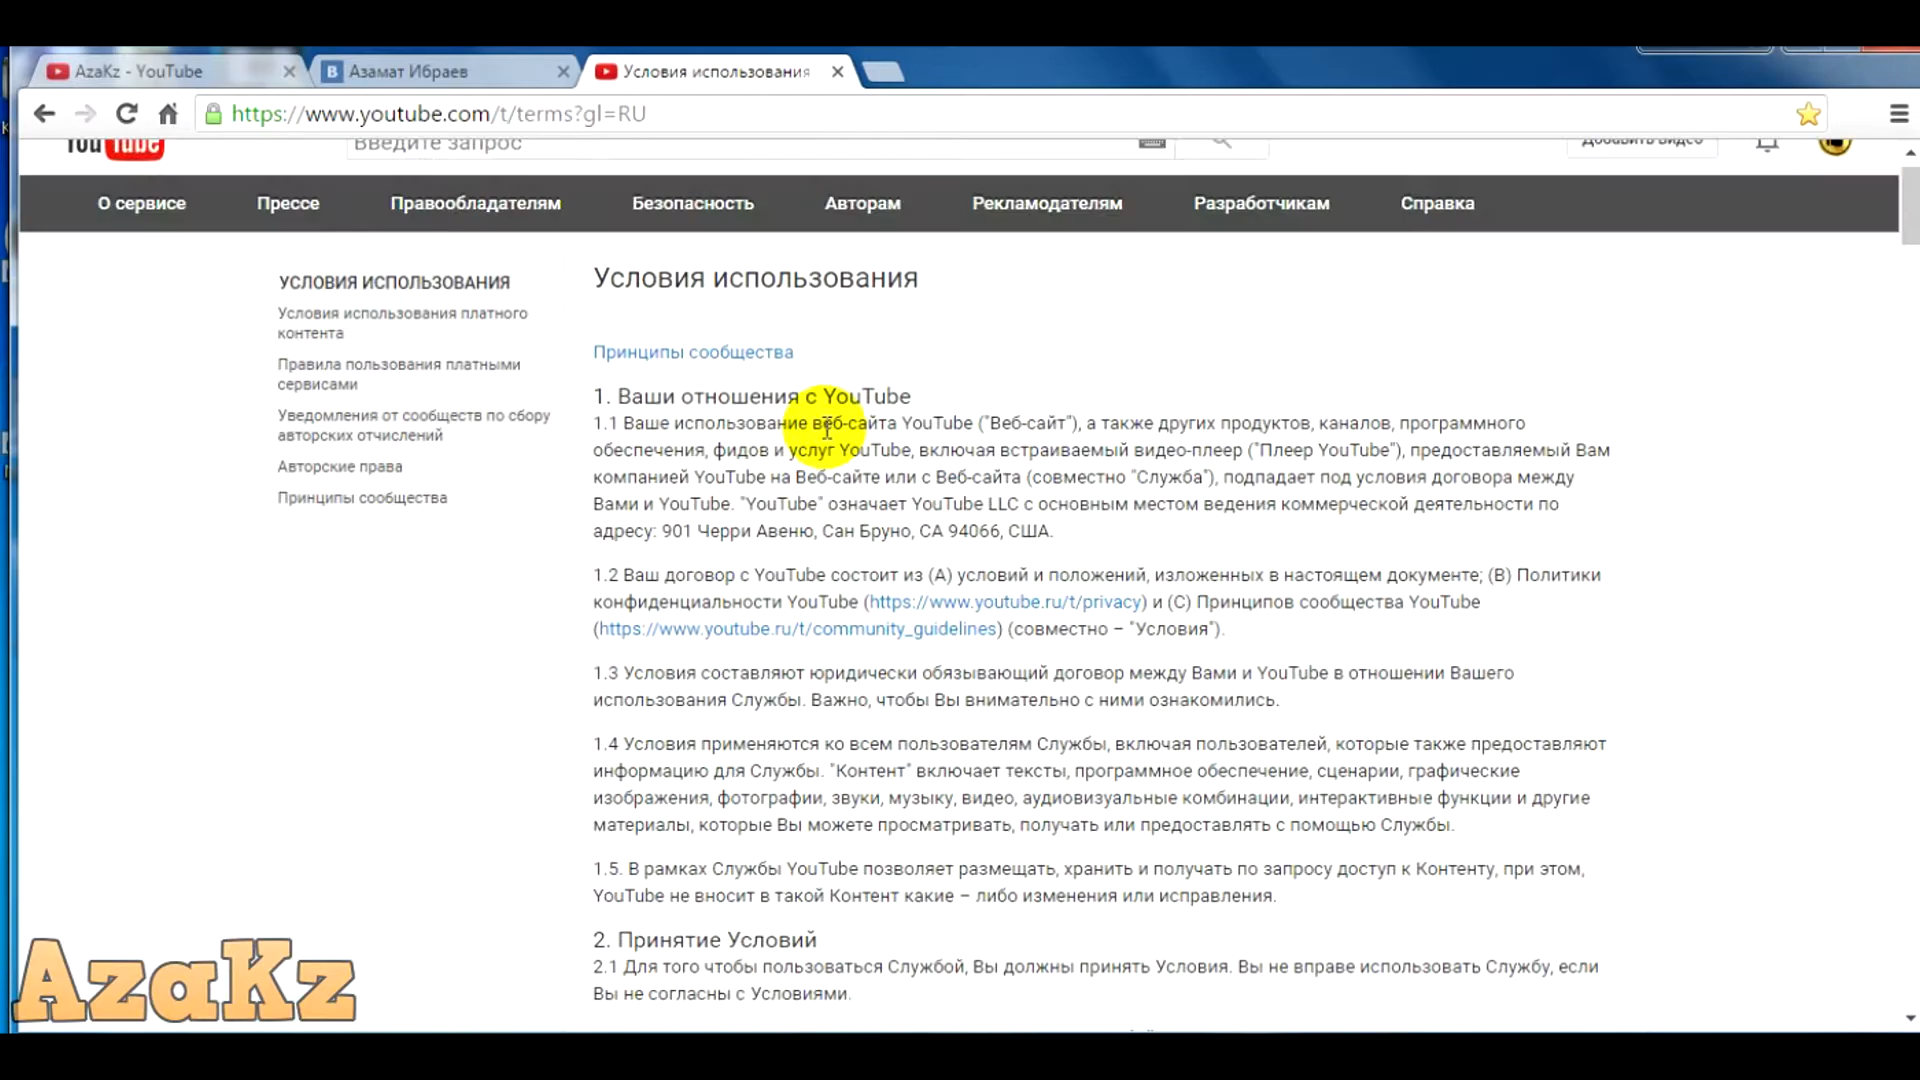 AzaKz - YouTube
Азамат Ибраев
Условия использования
https://www.youtube.com/t/terms?gl=RU
YouTube
Введите запрос
Добавить видео
О сервисе
Прессе
Правообладателям
Безопасность
Авторам
Рекламодателям
Разработчикам
Справка
УСЛОВИЯ ИСПОЛЬЗОВАНИЯ
Условия использования платного
контента
Правила пользования платными
сервисами
Уведомления от сообществ по сбору
авторских отчислений
Авторские права
Принципы сообщества
Условия использования
Принципы сообщества
1. Ваши отношения с YouTube
1.1 Ваше использование веб-сайта YouTube ("Веб-сайт"), а также других продуктов, каналов, программного
обеспечения, фидов и услуг YouTube, включая встраиваемый видео-плеер ("Плеер YouTube"), предоставляемый Вам
компанией YouTube на Веб-сайте или с Веб-сайта (совместно "Служба"), подпадает под условия договора между
Вами и YouTube. "YouTube" означает YouTube LLC с основным местом ведения коммерческой деятельности по
адресу: 901 Черри Авеню, Сан Бруно, CA 94066, США.
1.2 Ваш договор с YouTube состоит из (А) условий и положений, изложенных в настоящем документе; (В) Политики
конфиденциальности YouTube (https://www.youtube.ru/t/privacy) и (С) Принципов сообщества YouTube
(https://www.youtube.ru/t/community_guidelines) (совместно – "Условия").
1.3 Условия составляют юридически обязывающий договор между Вами и YouTube в отношении Вашего
использования Службы. Важно, чтобы Вы внимательно с ними ознакомились.
1.4 Условия применяются ко всем пользователям Службы, включая пользователей, которые также предоставляют
информацию для Службы. "Контент" включает тексты, программное обеспечение, сценарии, графические
изображения, фотографии, звуки, музыку, видео, аудиовизуальные комбинации, интерактивные функции и другие
материалы, которые Вы можете просматривать, получать или предоставлять с помощью Службы.
1.5. В рамках Службы YouTube позволяет размещать, хранить и получать по запросу доступ к Контенту, при этом,
YouTube не вносит в такой Контент какие – либо изменения или исправления.
2. Принятие Условий
2.1 Для того чтобы пользоваться Службой, Вы должны принять Условия. Вы не вправе использовать Службу, если
Вы не согласны с Условиями.
AzaKz